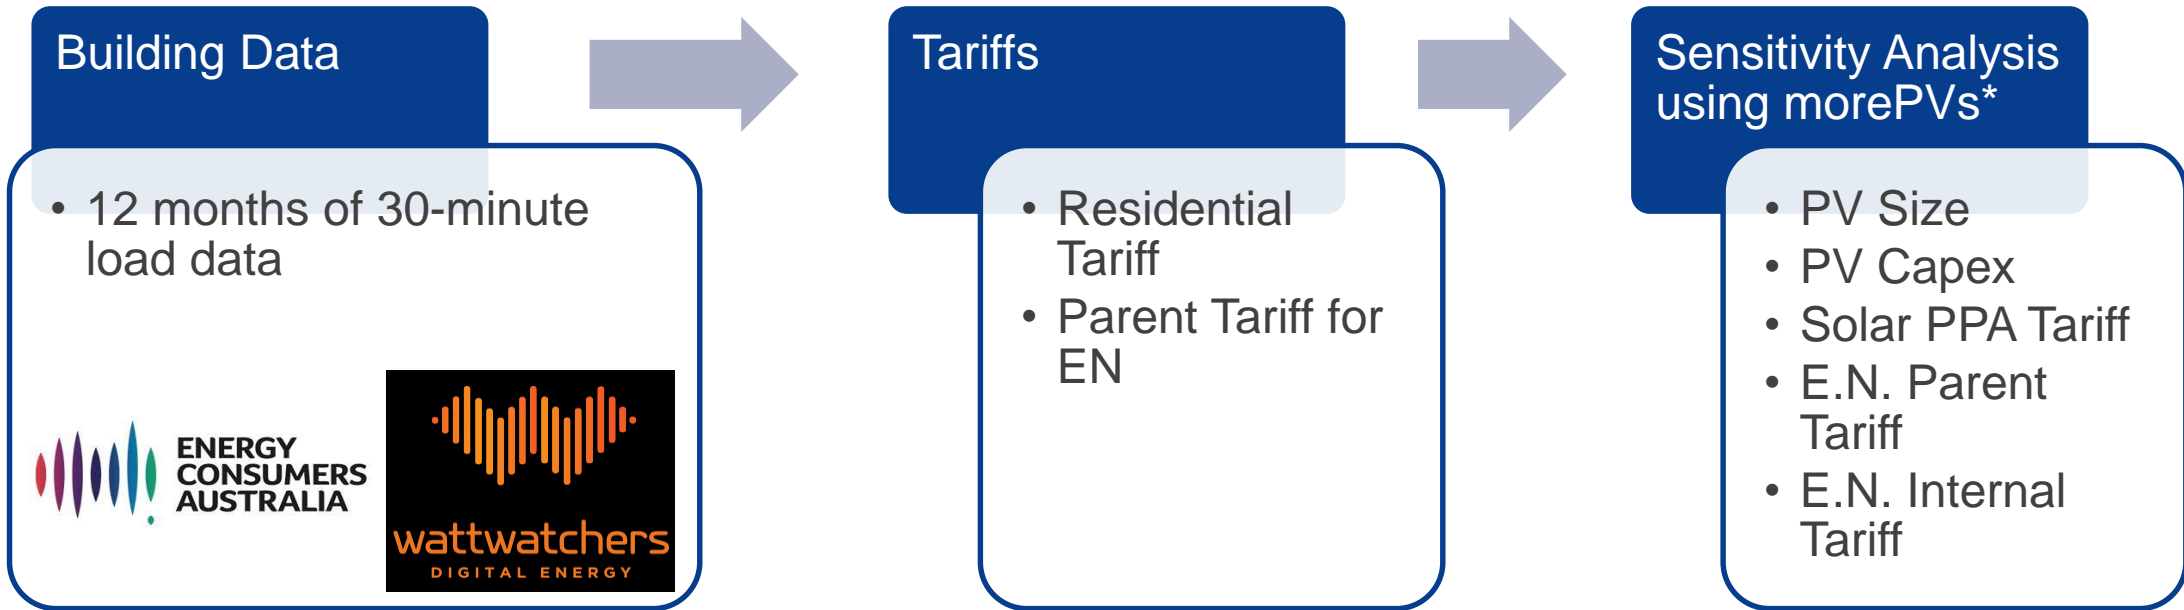 Building Data
• 12 months of 30-minute
load data
ENERGY
CONSUMERS
AUSTRALIA
wattwatchers
DIGITAL ENERGY
Tariffs
• Residential
Tariff
• Parent Tariff for
EN
Sensitivity Analysis
using morePVs*
• PV Size
• PV Capex
• Solar PPA Tariff
• E.N. Parent
Tariff
• E.N. Internal
Tariff